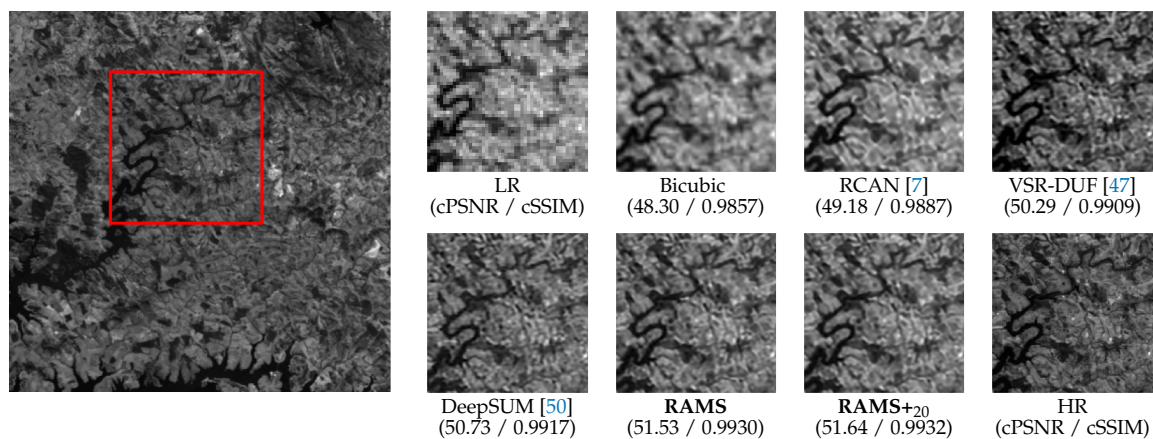 LR
(cPSNR / cSSIM)
Bicubic
(48.30 / 0.9857)
RCAN [7]
(49.18 / 0.9887)
VSR-DUF [47]
(50.29 / 0.9909)
DeepSUM [50]
(50.73 / 0.9917)
RAMS
(51.53 / 0.9930)
RAMS+20
(51.64 / 0.9932)
HR
(cPSNR / cSSIM)